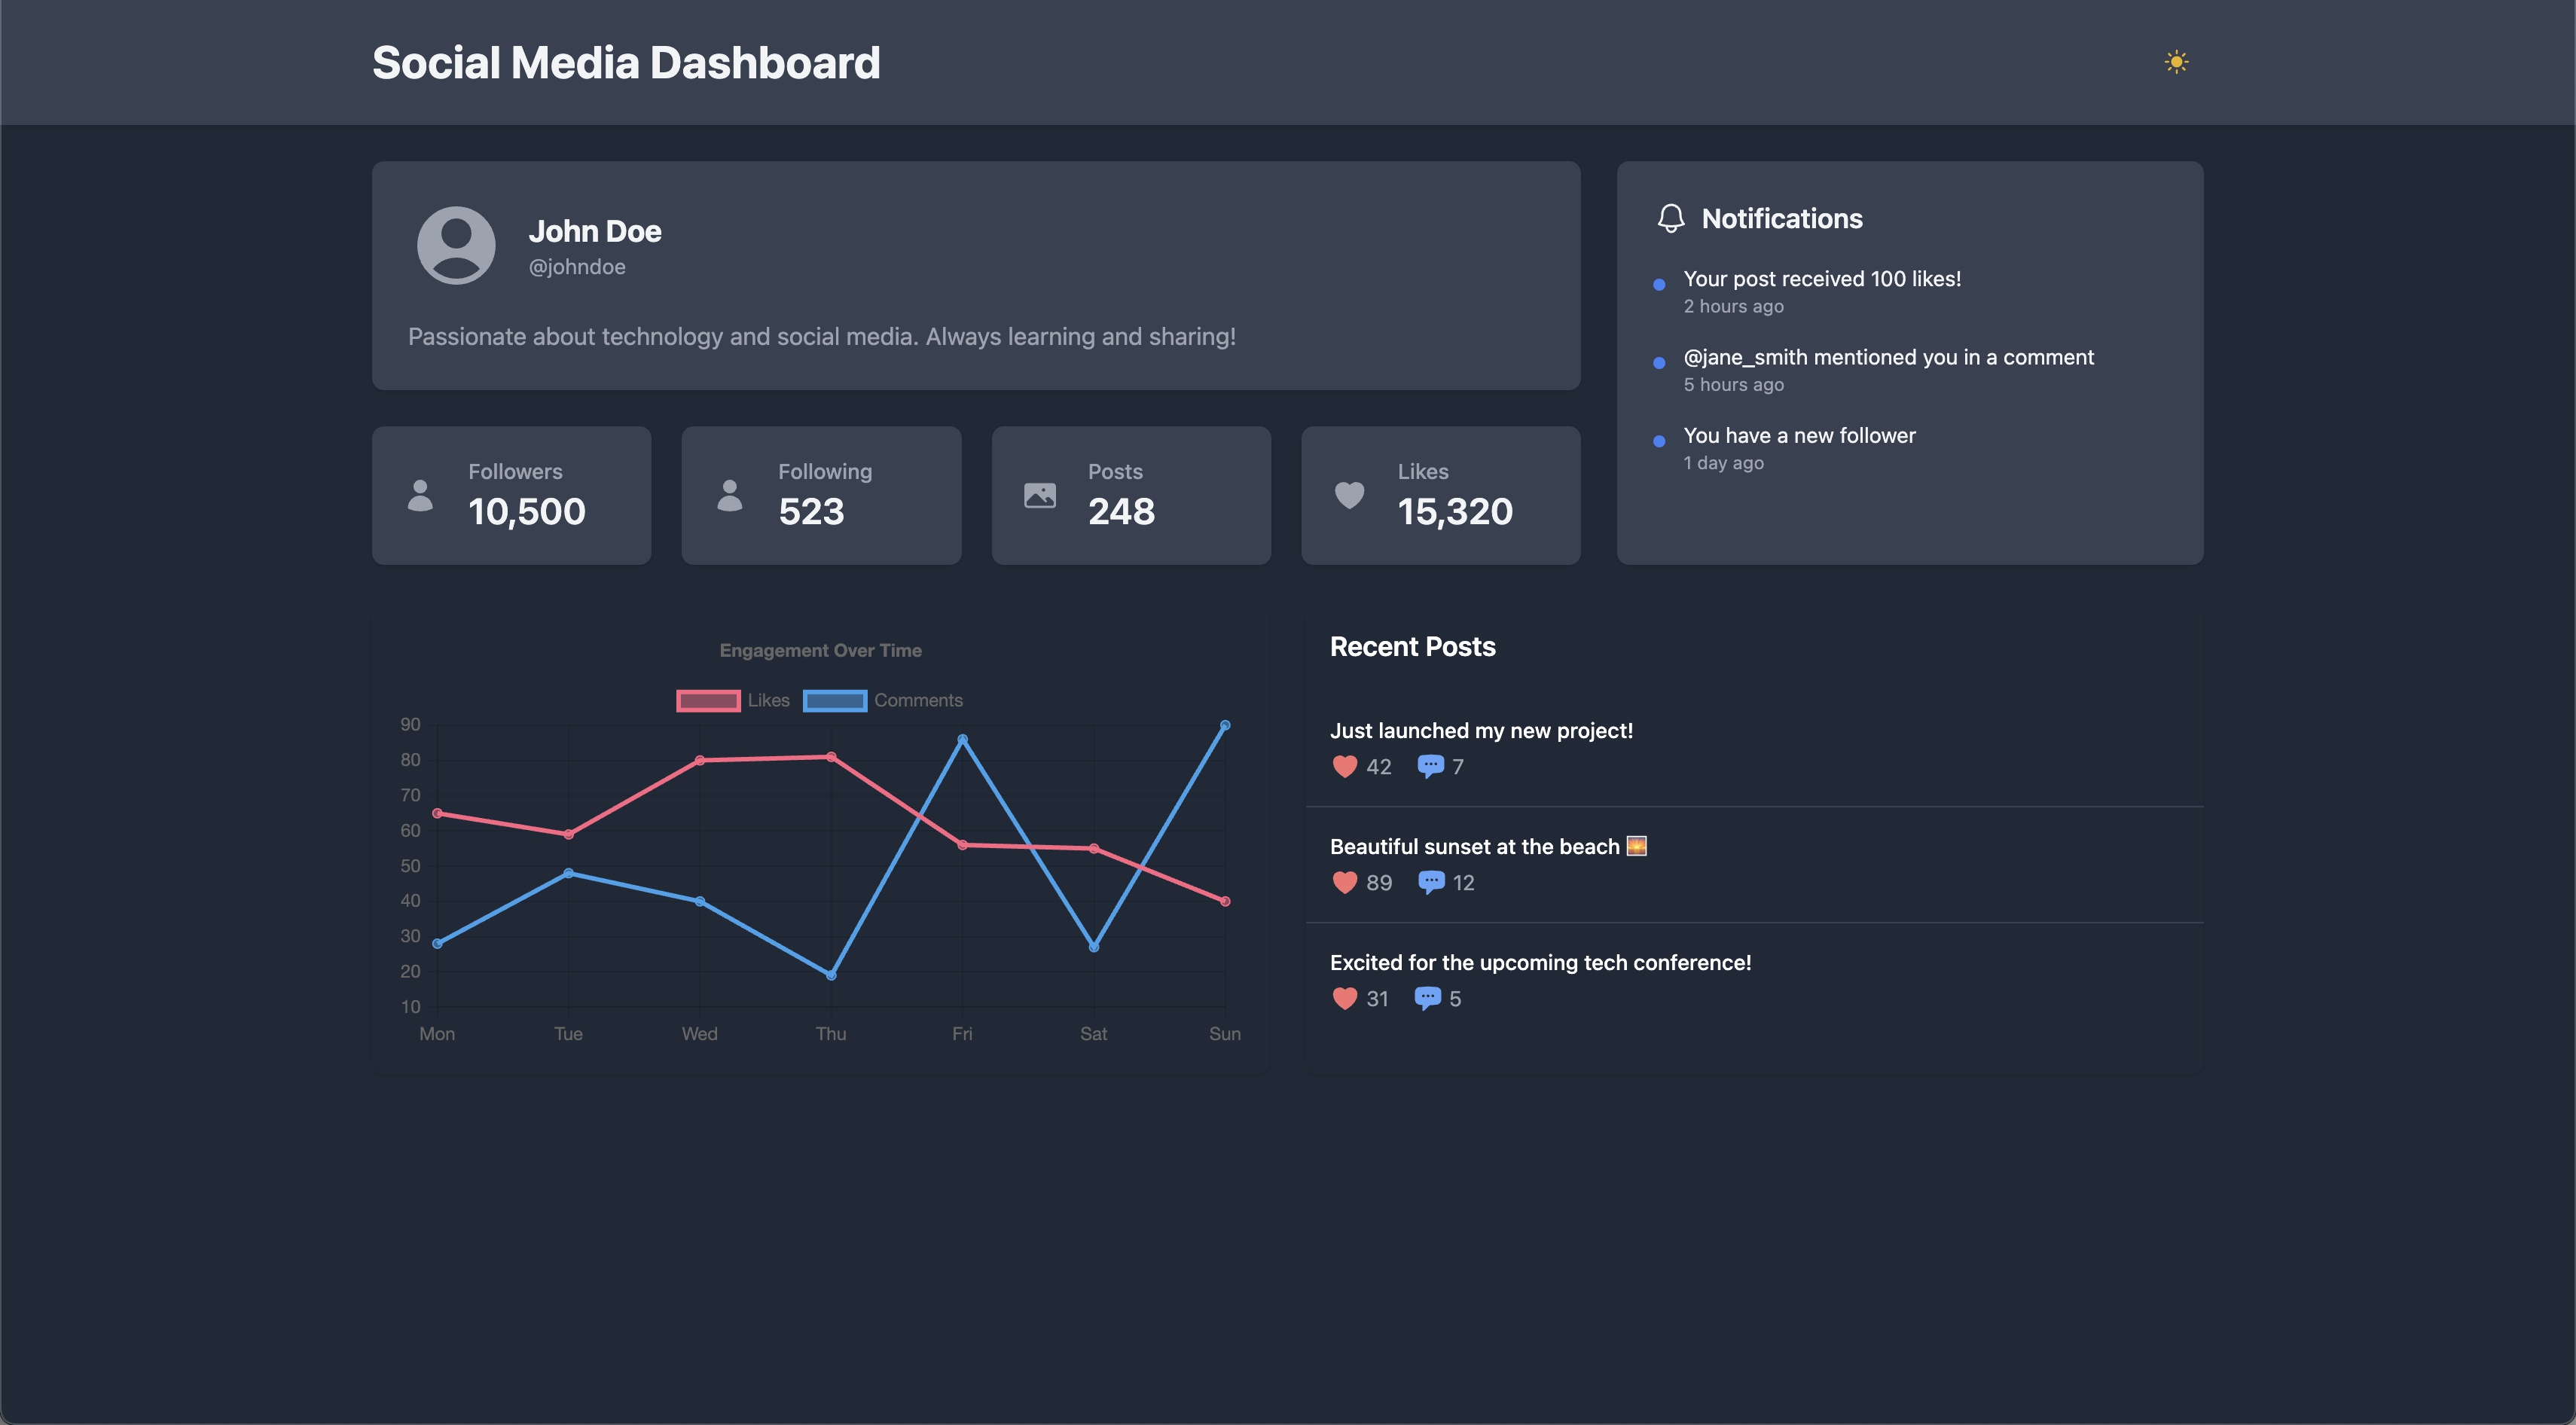 Social Media Dashboard
John Doe
@johndoe
Passionate about technology and social media. Always learning and sharing!
Notifications
Your post received 100 likes!
2 hours ago
@jane_smith mentioned you in a comment
5 hours ago
You have a new follower
1 day ago
Followers
10,500
Following
523
Posts
248
Likes
15,320
Engagement Over Time
Likes Comments
90
80
70
60
50
40
30
20
10
Mon Tue Wed Thu Fri Sat Sun
Recent Posts
Just launched my new project!
42 7
Beautiful sunset at the beach 🌅
89 12
Excited for the upcoming tech conference!
31 5